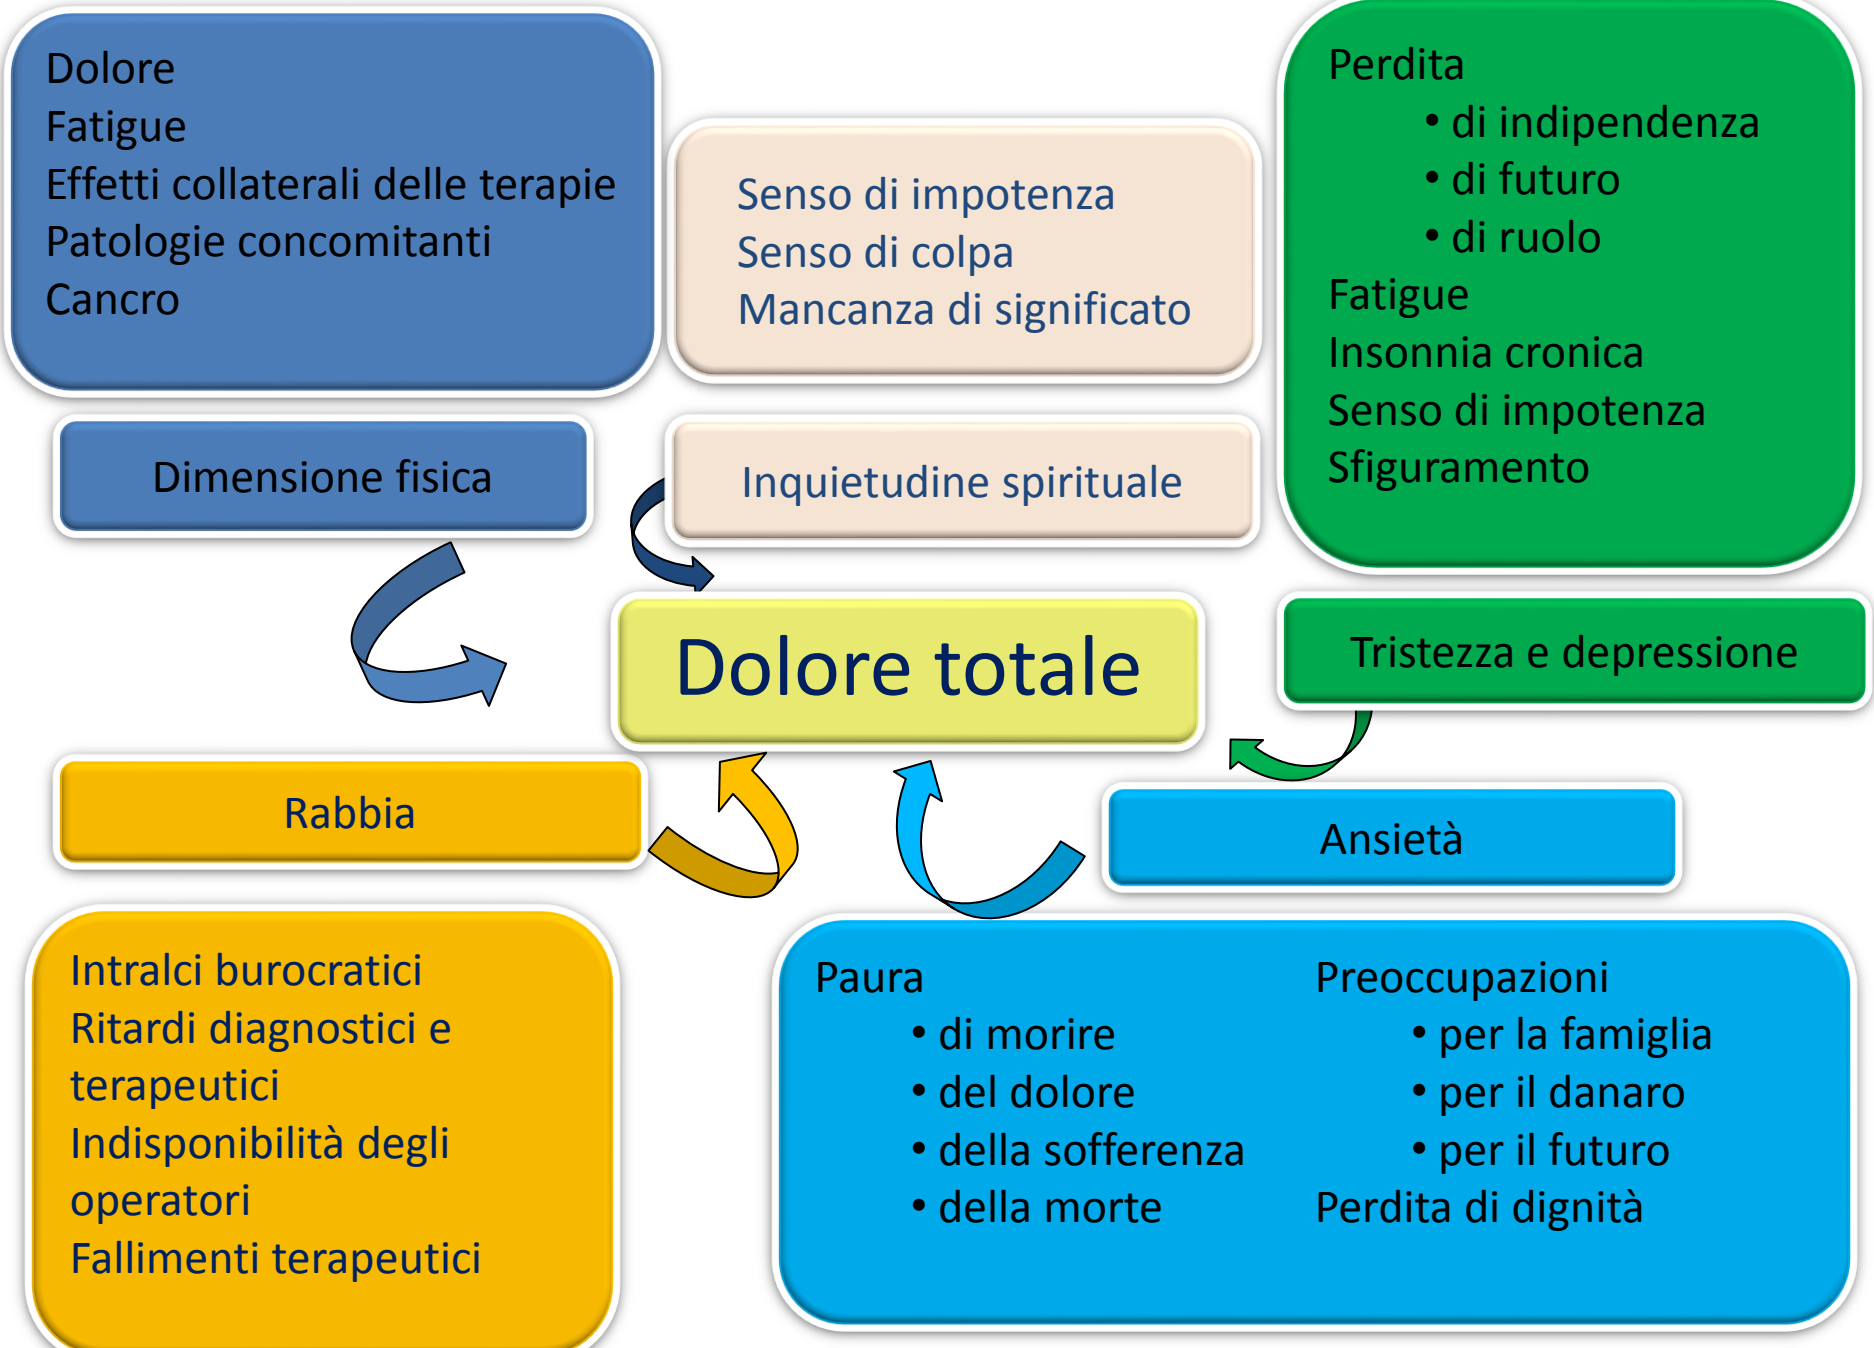 Dolore
Fatigue
Effetti collaterali delle terapie
Patologie concomitanti
Cancro
Dimensione fisica
Senso di impotenza
Senso di colpa
Mancanza di significato
Inquietudine spirituale
Perdita
• di indipendenza
• di futuro
• di ruolo
Fatigue
Insonnia cronica
Senso di impotenza
Sfiguramento
Tristezza e depressione
Dolore totale
Rabbia
Intralci burocratici
Ritardi diagnostici e
terapeutici
Indisponibilità degli
operatori
Fallimenti terapeutici
Ansietà
Paura
• di morire
• del dolore
• della sofferenza
• della morte
Preoccupazioni
• per la famiglia
• per il danaro
• per il futuro
Perdita di dignità